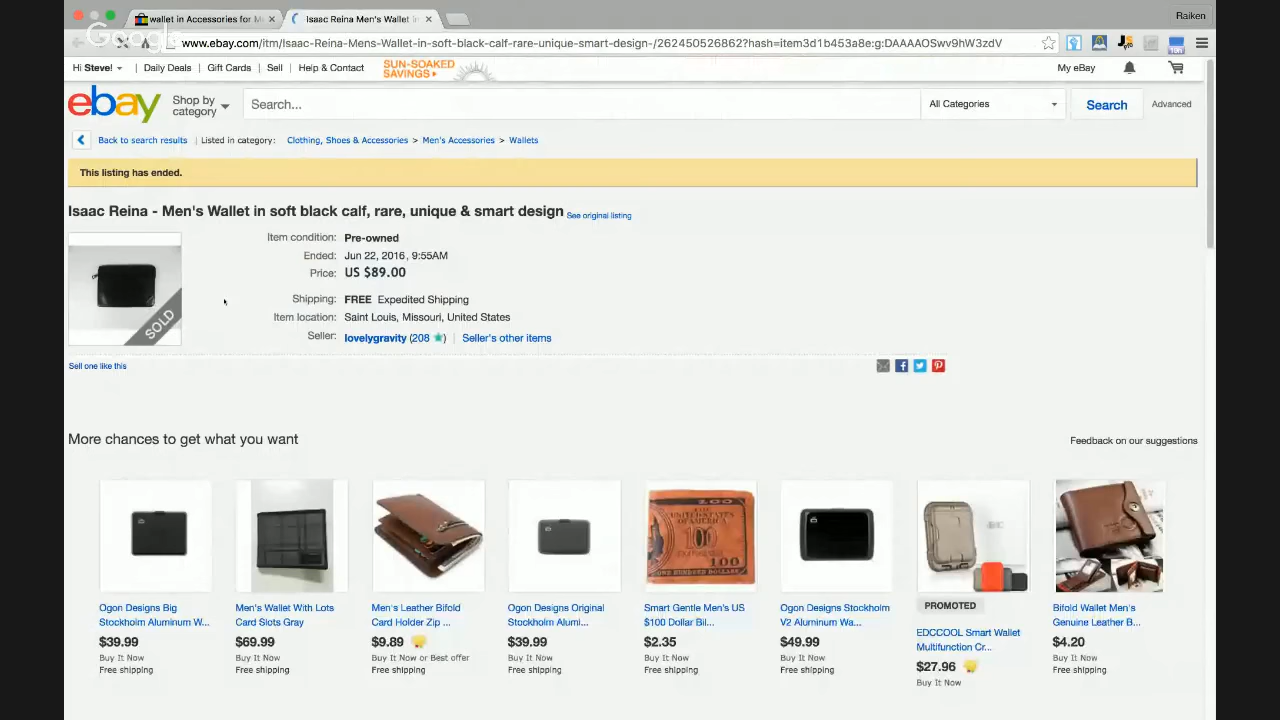 wallet in Accessories for M
Isaac Reina Men's Wallet in
Raiken
Google
www.ebay.com/itm/Isaac-Reina-Mens-Wallet-in-soft-black-calf-rare-unique-smart-design-/262450526862?hash=item3d1b453a8e:g:DAAAOSwv9hW3zdV
Hi Steve!
Daily Deals
Gift Cards
Sell
Help & Contact
SUN-SOAKED
SAVINGS
My eBay
ebay
Shop by
category
Search...
All Categories
Search
Advanced
Back to search results
Listed in category:
Clothing, Shoes & Accessories > Men's Accessories > Wallets
This listing has ended.
Isaac Reina - Men's Wallet in soft black calf, rare, unique & smart design
See original listing
SOLD
Item condition: Pre-owned
Ended: Jun 22, 2016 , 9:55AM
Price: US $89.00
Shipping: FREE Expedited Shipping
Item location: Saint Louis, Missouri, United States
Seller: lovelygravity (208 ) | Seller's other items
Sell one like this
More chances to get what you want
Feedback on our suggestions
Ogon Designs Big
Stockholm Aluminum W...
$39.99
Buy It Now
Free shipping
Men's Wallet With Lots
Card Slots Gray
$69.99
Buy It Now
Free shipping
Men's Leather Bifold
Card Holder Zip ...
$9.89
Buy It Now or Best offer
Free shipping
Ogon Designs Original
Stockholm Alumi...
$39.99
Buy It Now
Free shipping
Smart Gentle Men's US
$100 Dollar Bil...
$2.35
Buy It Now
Free shipping
Ogon Designs Stockholm
V2 Aluminum Wa...
$49.99
Buy It Now
Free shipping
PROMOTED
EDCCOOL Smart Wallet
Multifunction Cr...
$27.96
Buy It Now
Bifold Wallet Men's
Genuine Leather B...
$4.20
Buy It Now
Free shipping